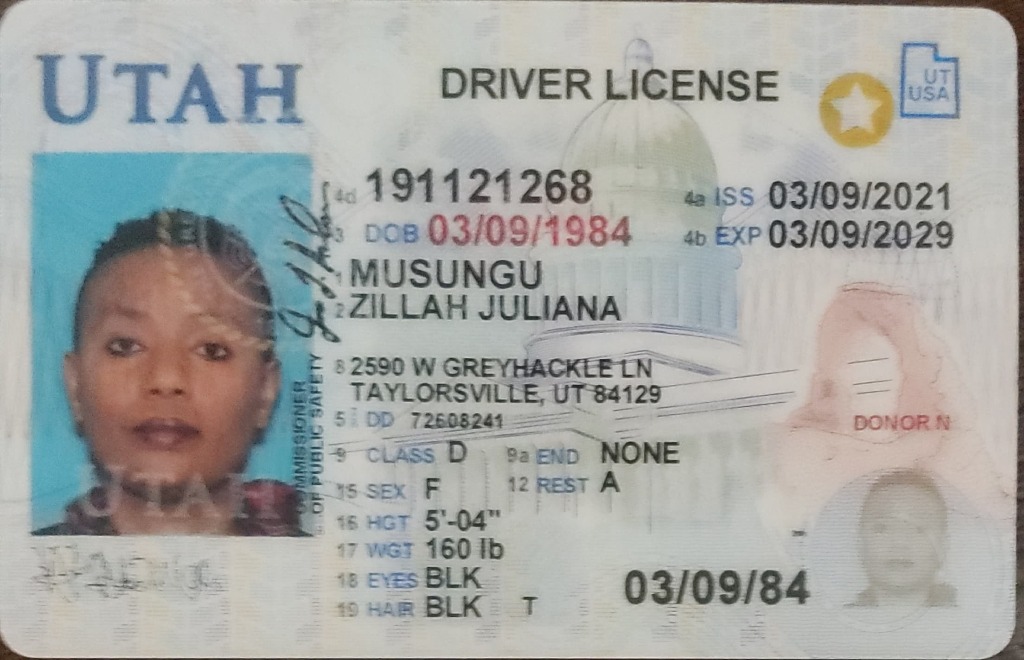 UTAH
DRIVER LICENSE
UT
USA
4d 191121268
4a ISS 03/09/2021
3 DOB 03/09/1984
4b EXP 03/09/2029
1 MUSUNGU
2 ZILLAH JULIANA
8 2590 W GREYHACKLE LN
TAYLORSVILLE, UT 84129
5 DD 72608241
DONOR N
9 CLASS D 9a END NONE
15 SEX F 12 REST A
16 HGT 5'-04"
17 WGT 160 lb
18 EYES BLK
19 HAIR BLK T
03/09/84
COMMISSIONER
OF PUBLIC SAFETY
UTAH